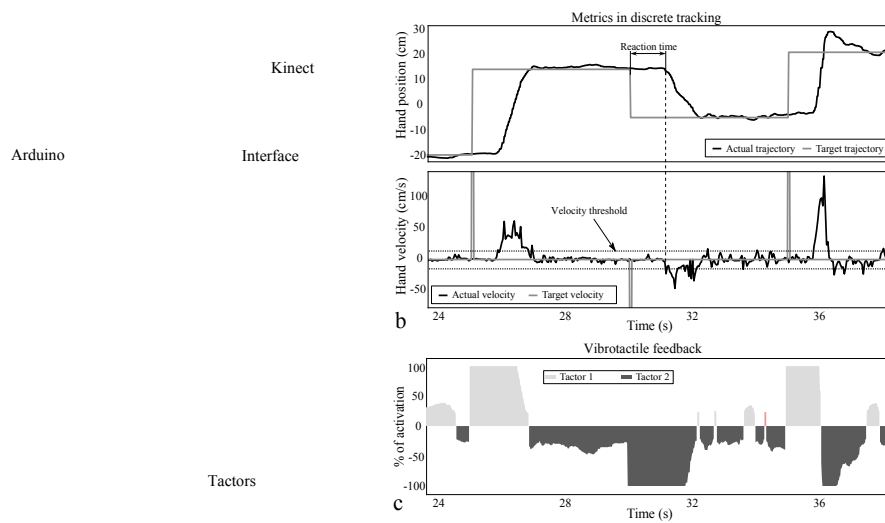 Kinect
Arduino
Interface
Tactors
Metrics in discrete tracking
Hand position (cm)
30
20
10
0
-10
-20
Reaction time
Actual trajectory
Target trajectory
Hand velocity (cm/s)
100
50
0
-50
Velocity threshold
Actual velocity
Target velocity
24
28
32
36
b
Time (s)
Vibrotactile feedback
% of activation
100
50
0
-50
-100
Tactor 1
Tactor 2
24
28
32
36
c
Time (s)